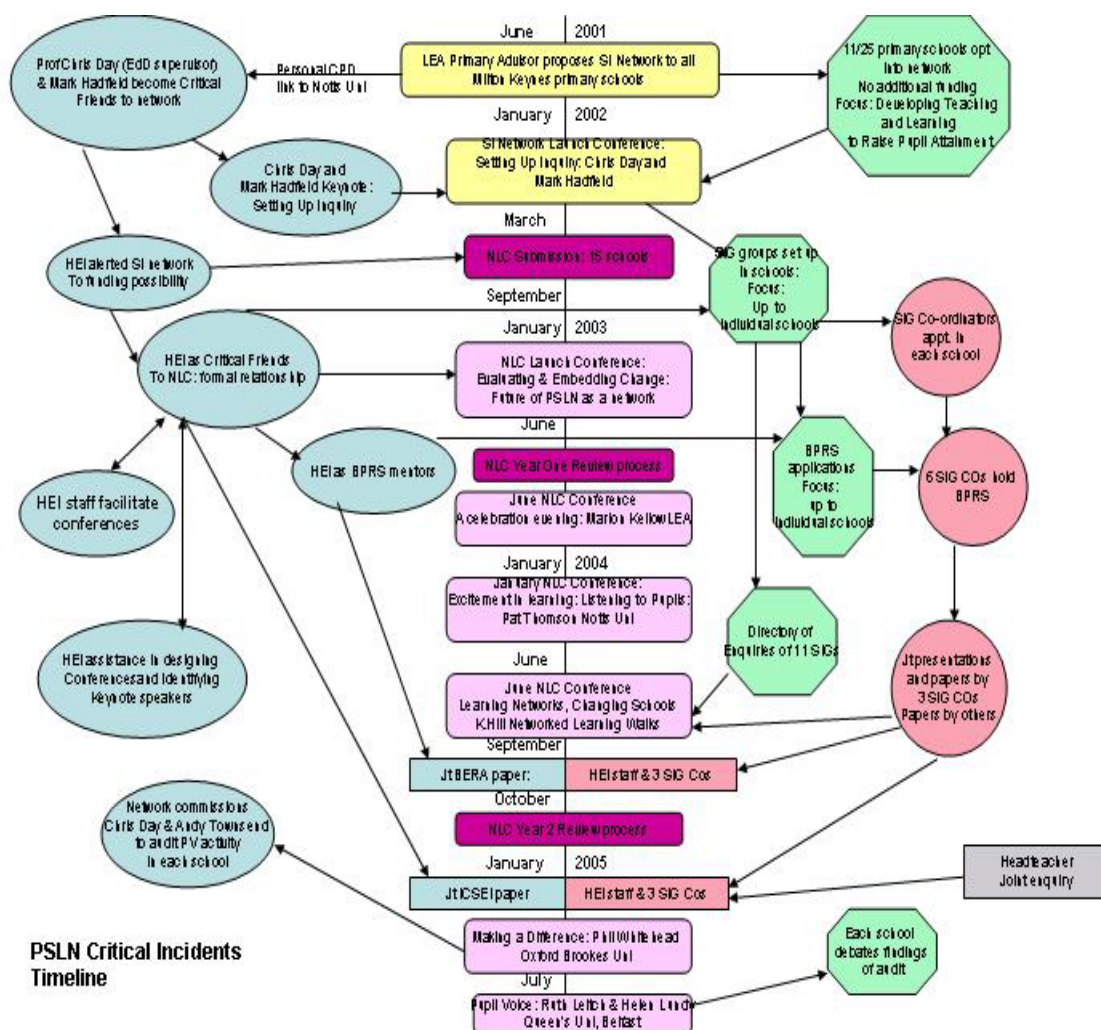 June 2001
LEA Primary Advisor proposes SI Network to all
Milton Keynes primary schools
Prof Chris Day (EdD supervisor)
& Mark Hadfield become Critical
Friends to network
Personal CPD
link to Notts Uni
11/25 primary schools opt
into network
No additional funding
Focus: Developing Teaching
and Learning
to Raise Pupil Attainment
January 2002
SI Network Launch Conference:
Setting Up Inquiry: Chris Day and
Mark Hadfield
Chris Day and
Mark Hadfield Keynote:
Setting Up Inquiry
March
NLC Submission: 15 schools
HEI alerted SI network
To funding possibility
SIG groups set up
in schools:
Focus:
Up to
individual schools
September
SIG Co-ordinators
appt. in
each school
January 2003
HEI as Critical Friends
To NLC: formal relationship
NLC Launch Conference:
Evaluating & Embedding Change:
Future of PSLN as a network
June
HEI as BPRS mentors
NLC Year One Review process
BPRS
applications
Focus:
up to
individual schools
6 SIG COs hold
BPRS
HEI staff facilitate
conferences
June NLC Conference
A celebration evening: Marion Kellow LEA
January 2004
January NLC Conference:
Excitement in learning: Listening to Pupils:
Pat Thomson Notts Uni
Directory of
Enquiries of 11 SIGs
HEI assistance in designing
Conferences and identifying
Keynote speakers
June
June NLC Conference
Learning Networks, Changing Schools
K.Hill Networked Learning Walks
Jt presentations
and papers by
3 SIG COs
Papers by others
September
Jt BERA paper:
HEI staff & 3 SIG Cos
October
Network commissions
Chris Day & Andy Townsend
to audit PV activity
in each school
NLC Year 2 Review process
January 2005
Jt ICSEI paper
HEI staff & 3 SIG Cos
Headteacher
Joint enquiry
Making a Difference: Phil Whitehead
Oxford Brookes Uni
Each school
debates findings
of audit
PSLN Critical Incidents
Timeline
July
Pupil Voice: Ruth Leitch & Helen
Queen's Uni, Belfast